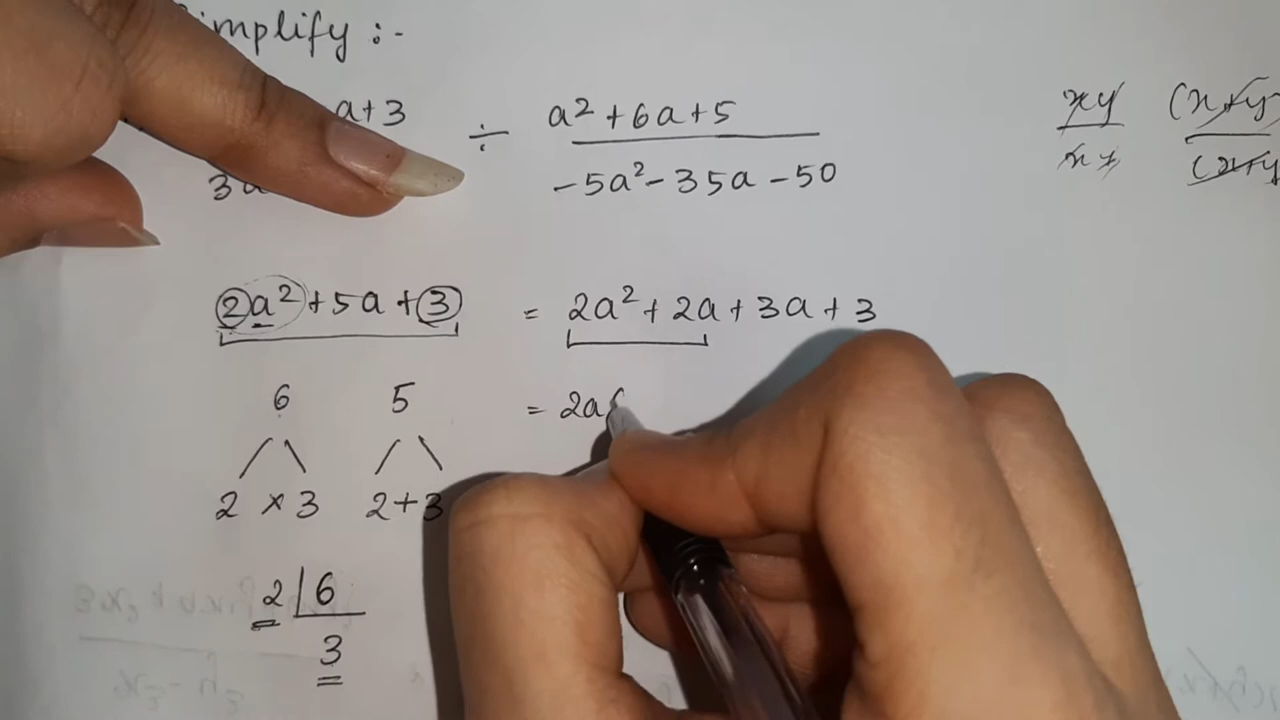 implify :-
a+3 ÷ a²+6a+5
3a -5a²-35a-50
xy (x+y)
2a²+5a+3 = 2a²+2a+3a+3
6 5 = 2a(
2 × 3 2+3
2 6
3